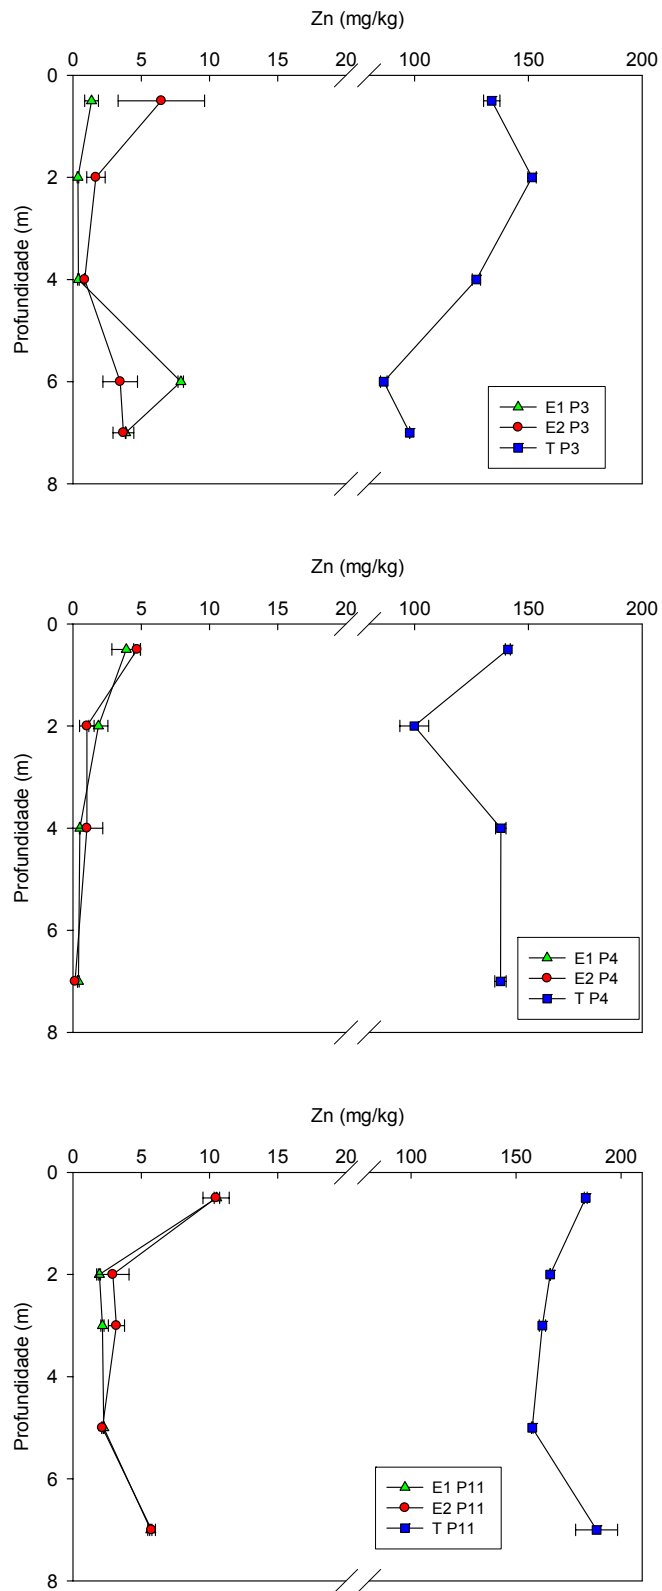 Zn (mg/kg)
0 5 10 15 20 100 150 200
0
2
4
6
8
Profundidade (m)
E1 P3
E2 P3
T P3
Zn (mg/kg)
0 5 10 15 20 100 150 200
0
2
4
6
8
Profundidade (m)
E1 P4
E2 P4
T P4
Zn (mg/kg)
0 5 10 15 20 100 150 200
0
2
4
6
8
Profundidade (m)
E1 P11
E2 P11
T P11